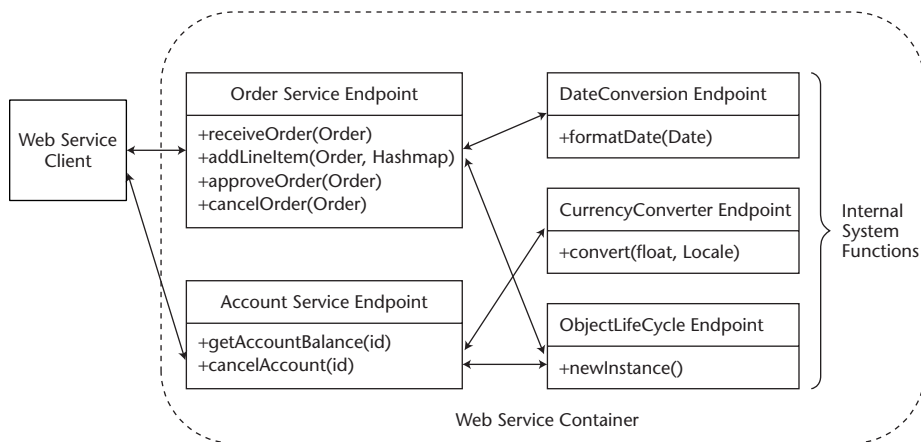 Web Service
Client
Order Service Endpoint
+receiveOrder(Order)
+addLineItem(Order, Hashmap)
+approveOrder(Order)
+cancelOrder(Order)
Account Service Endpoint
+getAccountBalance(id)
+cancelAccount(id)
DateConversion Endpoint
+formatDate(Date)
CurrencyConverter Endpoint
+convert(float, Locale)
ObjectLifeCycle Endpoint
+newInstance()
Internal
System
Functions
Web Service Container